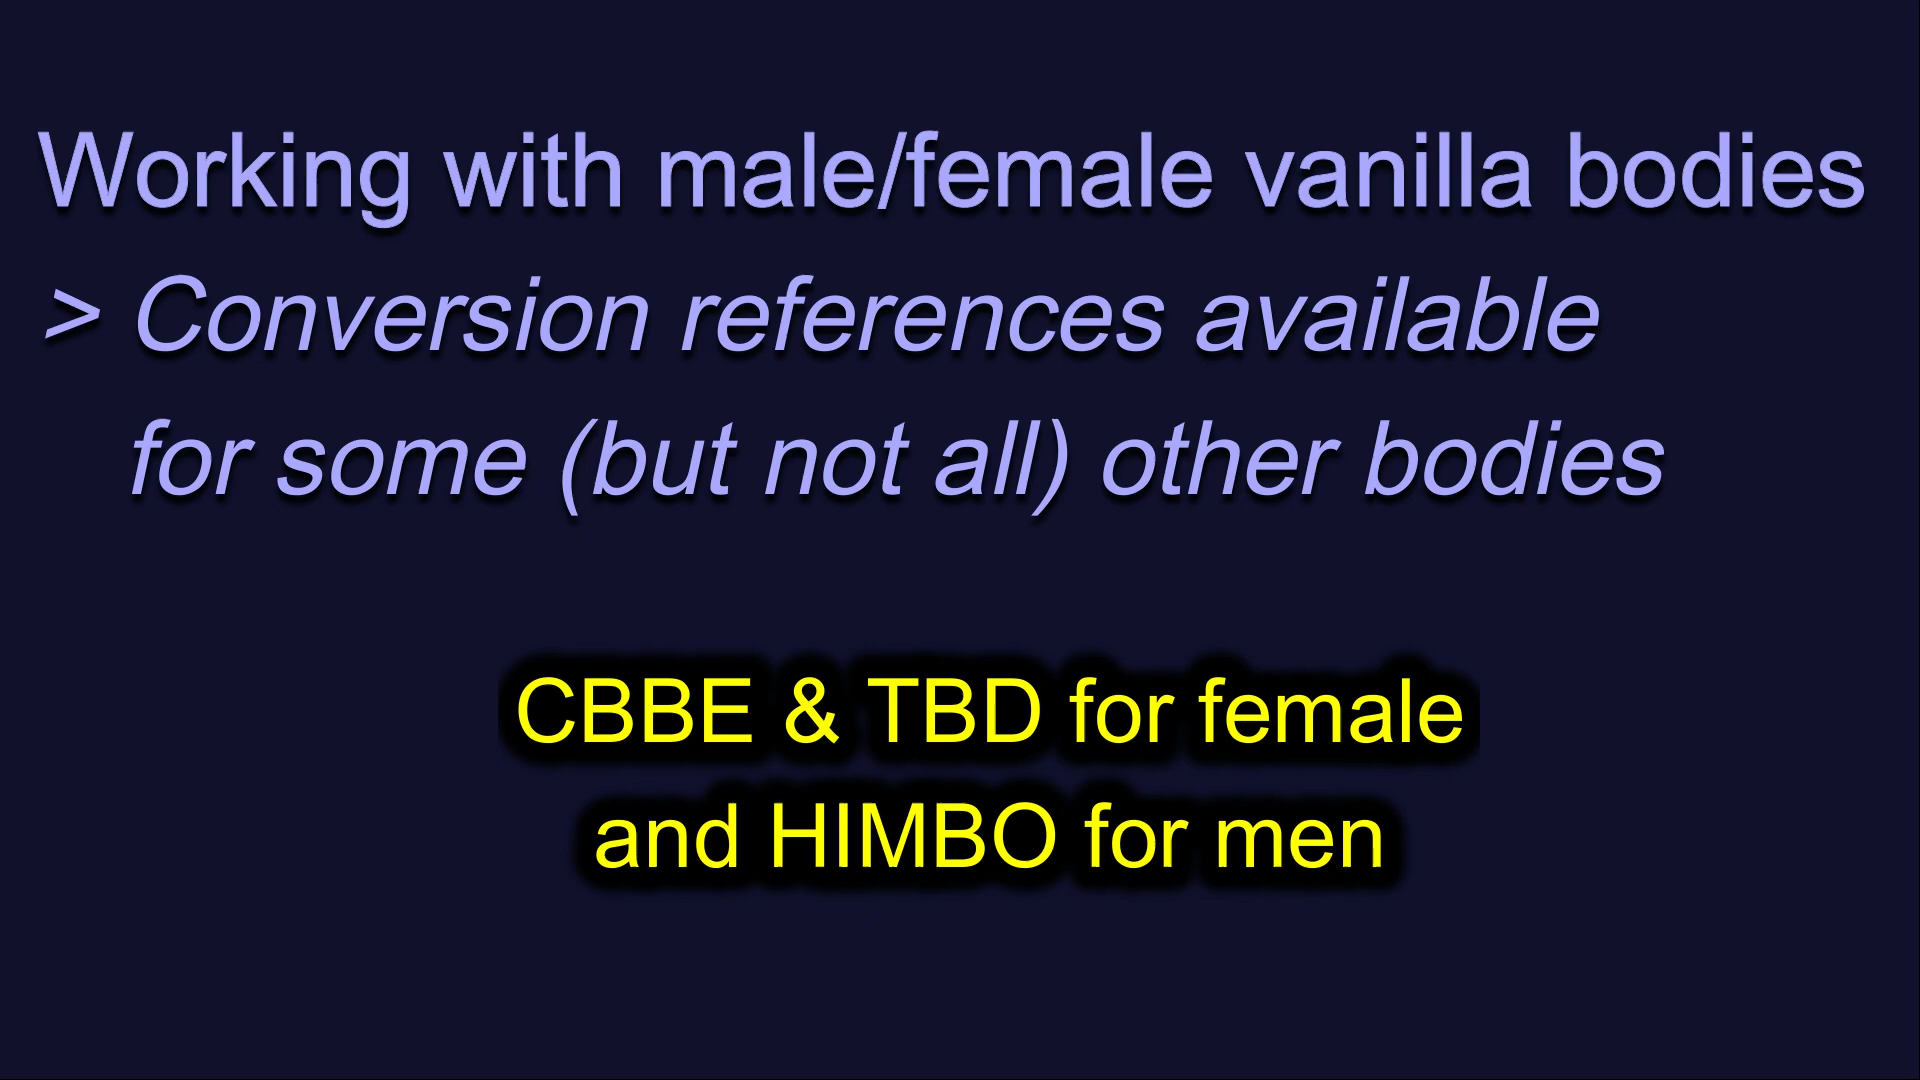 Working with male/female vanilla bodies
> Conversion references available
for some (but not all) other bodies
CBBE & TBD for female
and HIMBO for men